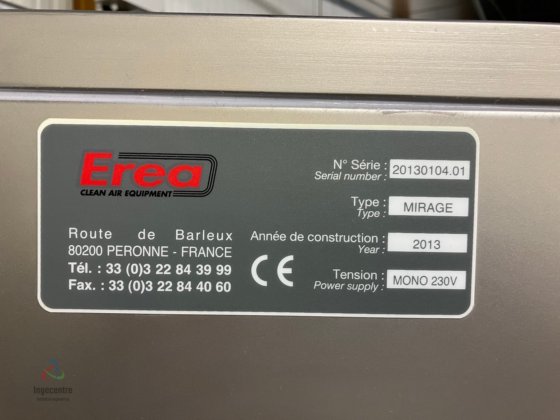 Erea
CLEAN AIR EQUIPMENT
Route de Barleux
80200 PERONNE - FRANCE
Tél. : 33 (0)3 22 84 39 99
Fax. : 33 (0)3 22 84 40 60
CE
N° Série : 20130104.01
Serial number :
Type : MIRAGE
Type :
Année de construction : 2013
Year :
Tension : MONO 230V
Power supply :
Ingecentre